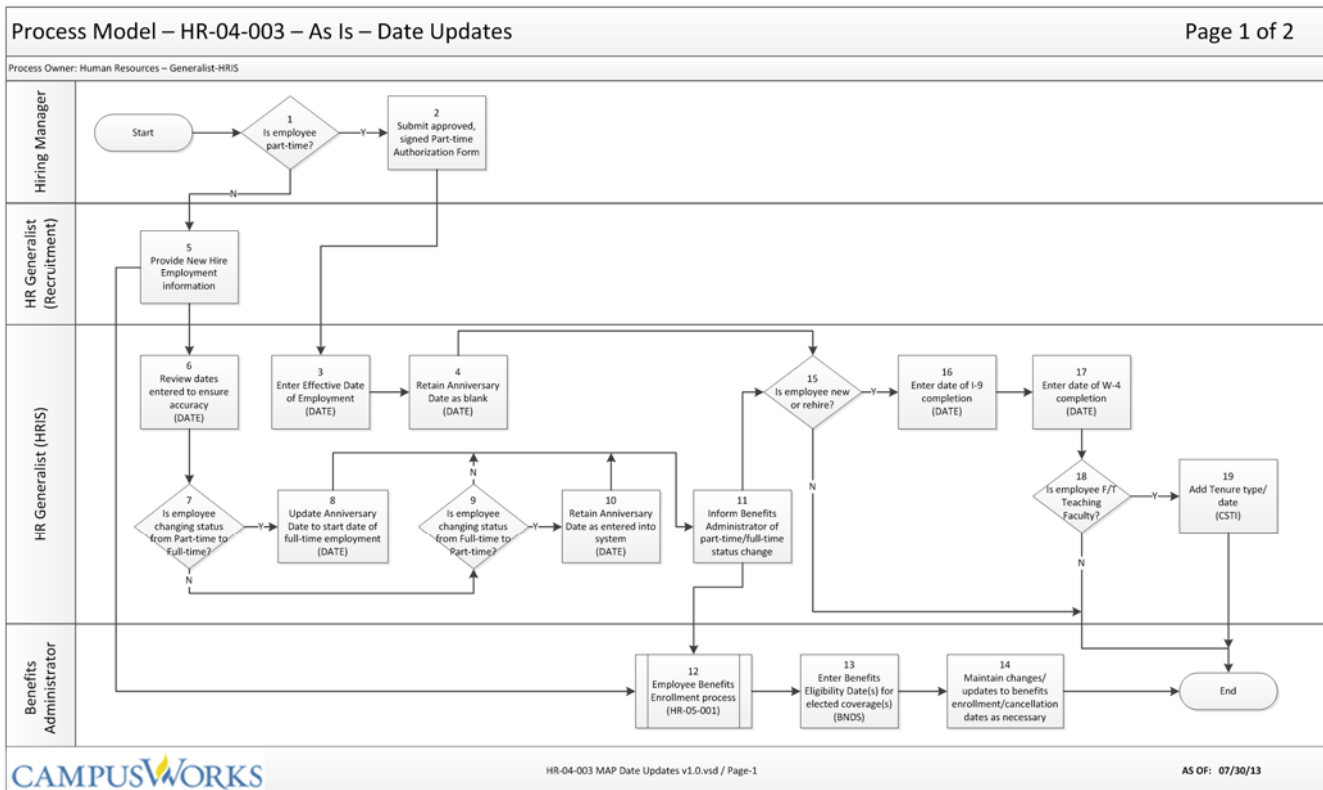 Process Model – HR-04-003 – As Is – Date Updates
Page 1 of 2
Process Owner: Human Resources – Generalist-HRIS
Hiring Manager
Start
1
Is employee
part-time?
Y
2
Submit approved,
signed Part-time
Authorization Form
N
HR Generalist
(Recruitment)
5
Provide New Hire
Employment
information
HR Generalist (HRIS)
6
Review dates
entered to ensure
accuracy
(DATE)
3
Enter Effective Date
of Employment
(DATE)
4
Retain Anniversary
Date as blank
(DATE)
15
Is employee new
or rehire?
Y
16
Enter date of I-9
completion
(DATE)
17
Enter date of W-4
completion
(DATE)
N
7
Is employee
changing status
from Part-time to
Full-time?
Y
8
Update Anniversary
Date to start date of
full-time employment
(DATE)
N
9
Is employee
changing status
from Full-time to
Part-time?
Y
10
Retain Anniversary
Date as entered into
system
(DATE)
11
Inform Benefits
Administrator of
part-time/full-time
status change
N
18
Is employee F/T
Teaching
Faculty?
Y
19
Add Tenure type/
date
(CSTI)
N
Benefits
Administrator
12
Employee Benefits
Enrollment process
(HR-05-001)
13
Enter Benefits
Eligibility Date(s) for
elected coverage(s)
(BNDS)
14
Maintain changes/
updates to benefits
enrollment/cancellation
dates as necessary
End
CAMPUSWORKS
HR-04-003 MAP Date Updates v1.0.vsd / Page-1
AS OF: 07/30/13